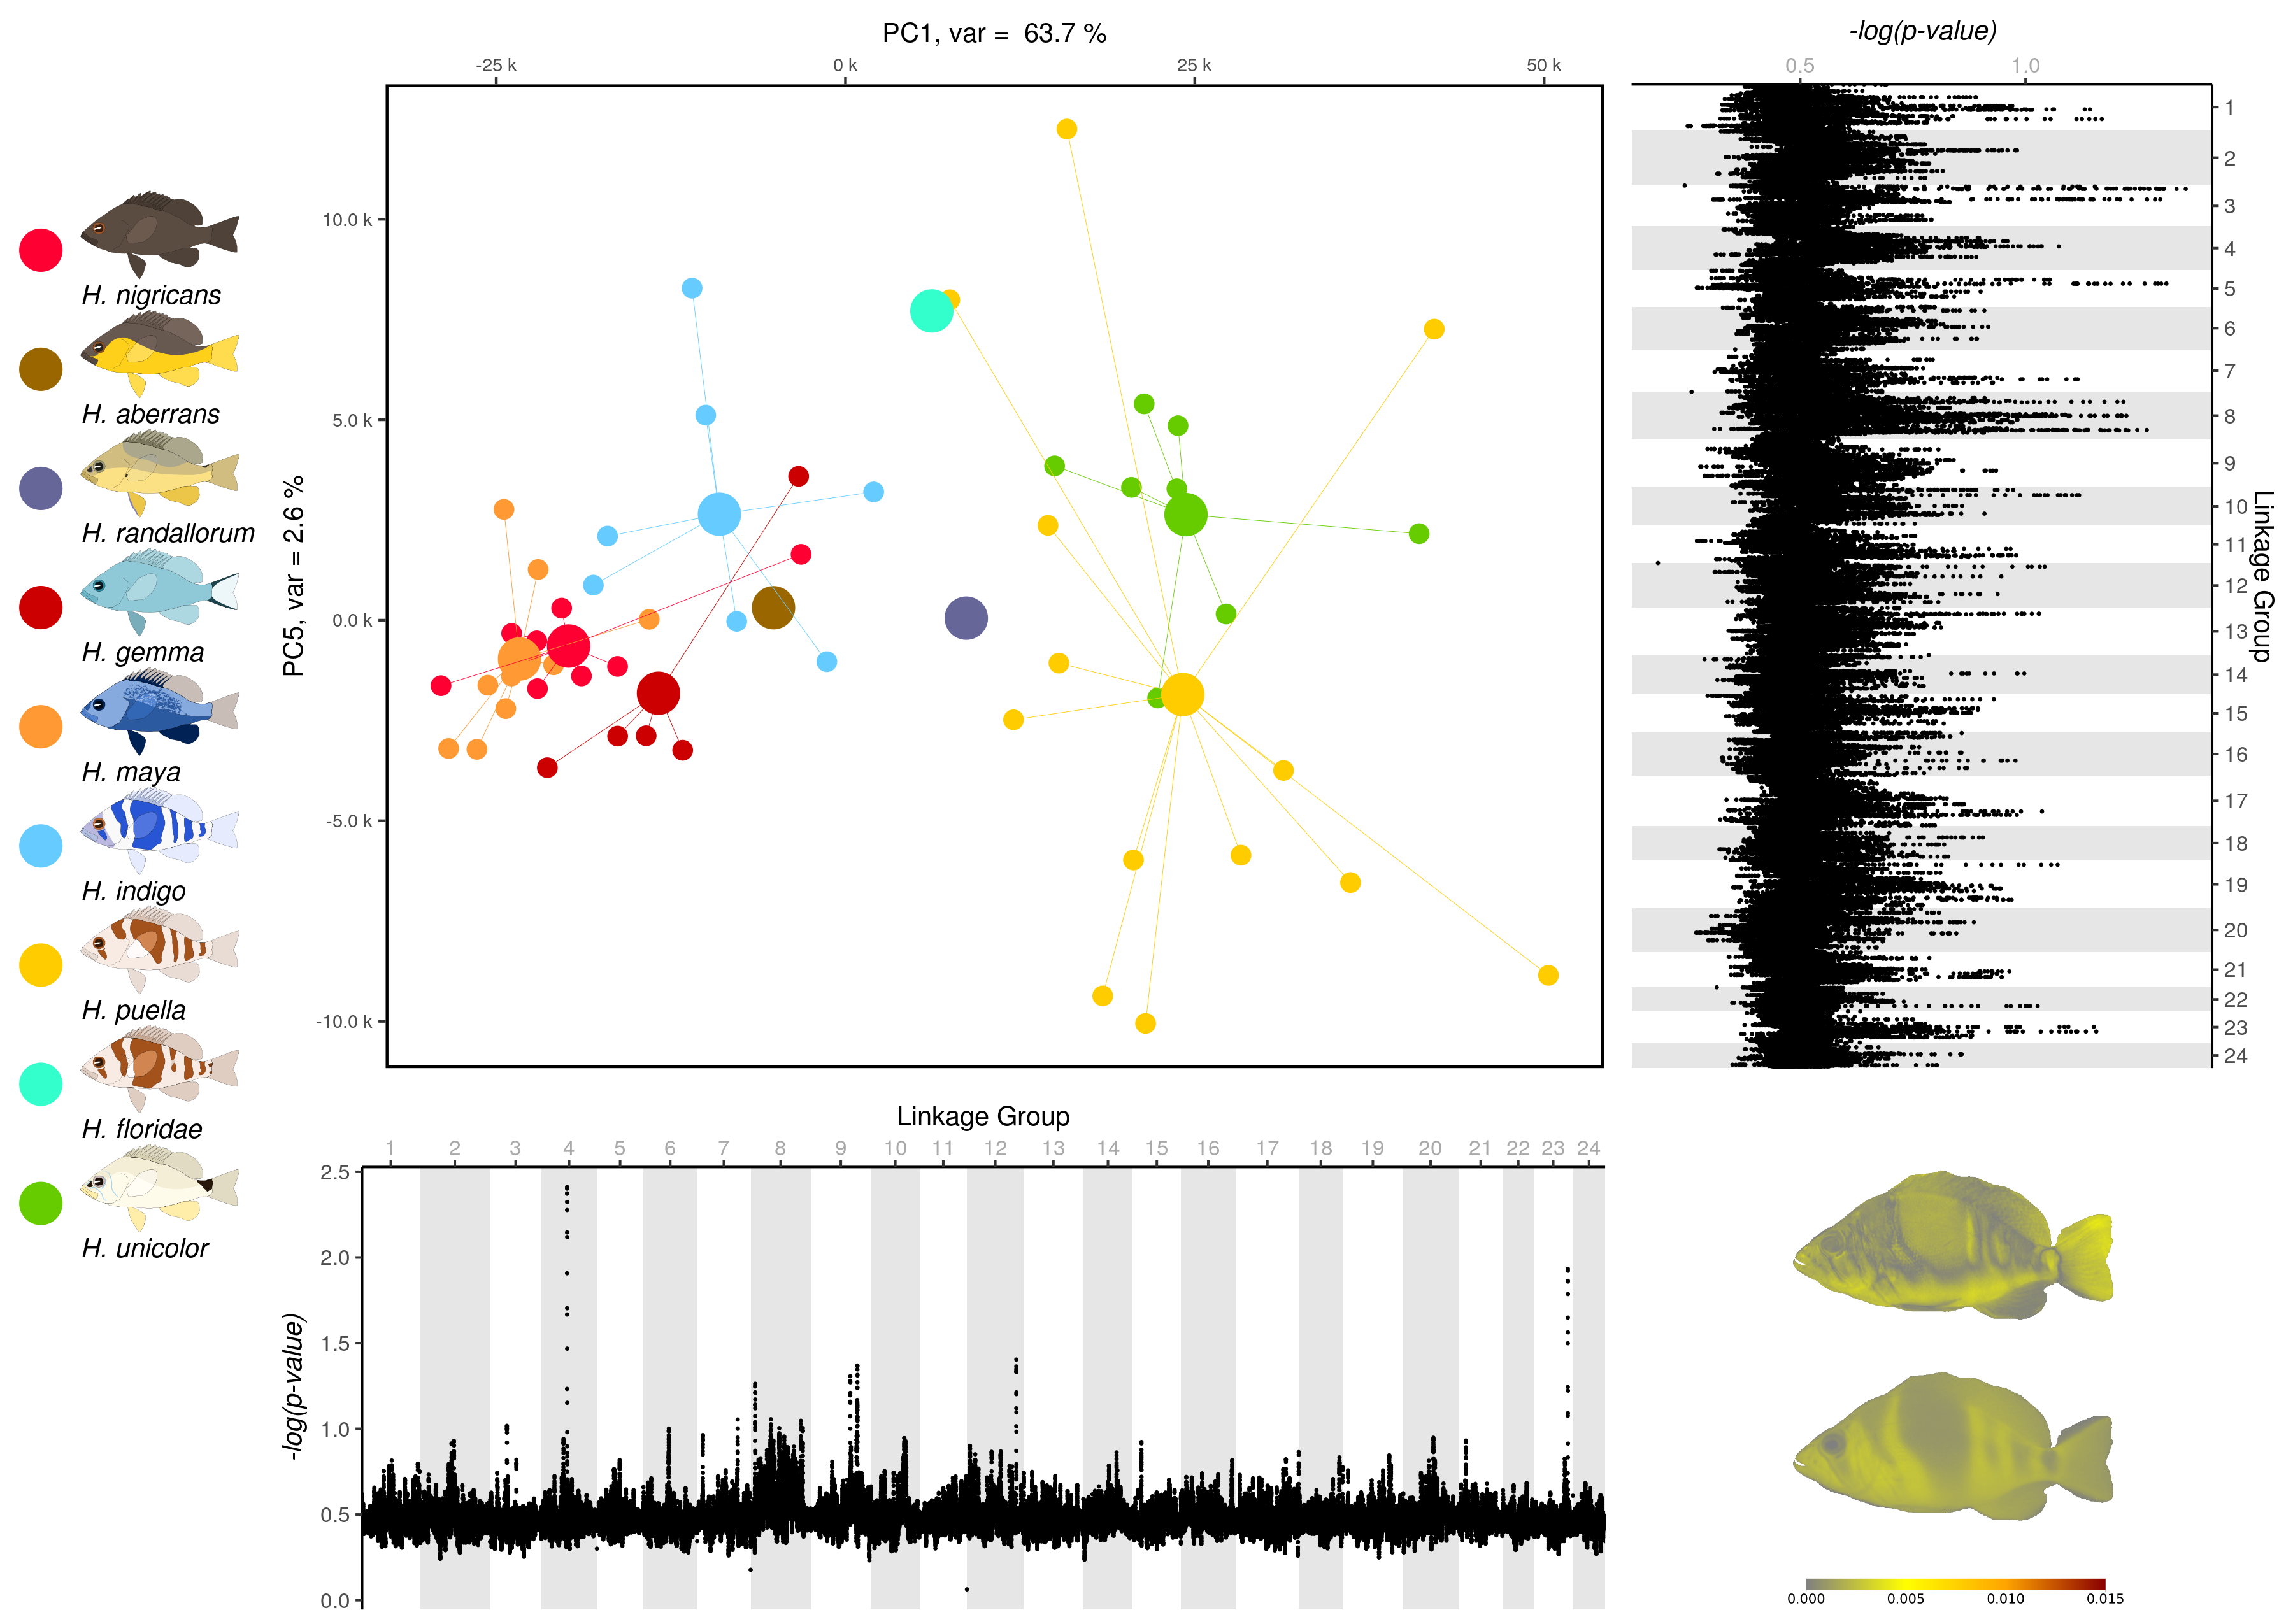 PC1, var =  63.7 %
-25 k 0 k 25 k 50 k
PC5, var = 2.6 %
10.0 k
5.0 k
0.0 k
-5.0 k
-10.0 k
H. nigricans
H. aberrans
H. randallorum
H. gemma
H. maya
H. indigo
H. puella
H. floridae
H. unicolor
-log(p-value)
0.5 1.0
1
2
3
4
5
6
7
8
9
10
11
12
13
14
15
16
17
18
19
20
21
22
23
24
Linkage Group
Linkage Group
1 2 3 4 5 6 7 8 9 10 11 12 13 14 15 16 17 18 19 20 21 22 23 24
-log(p-value)
2.5
2.0
1.5
1.0
0.5
0.0
0.000 0.005 0.010 0.015